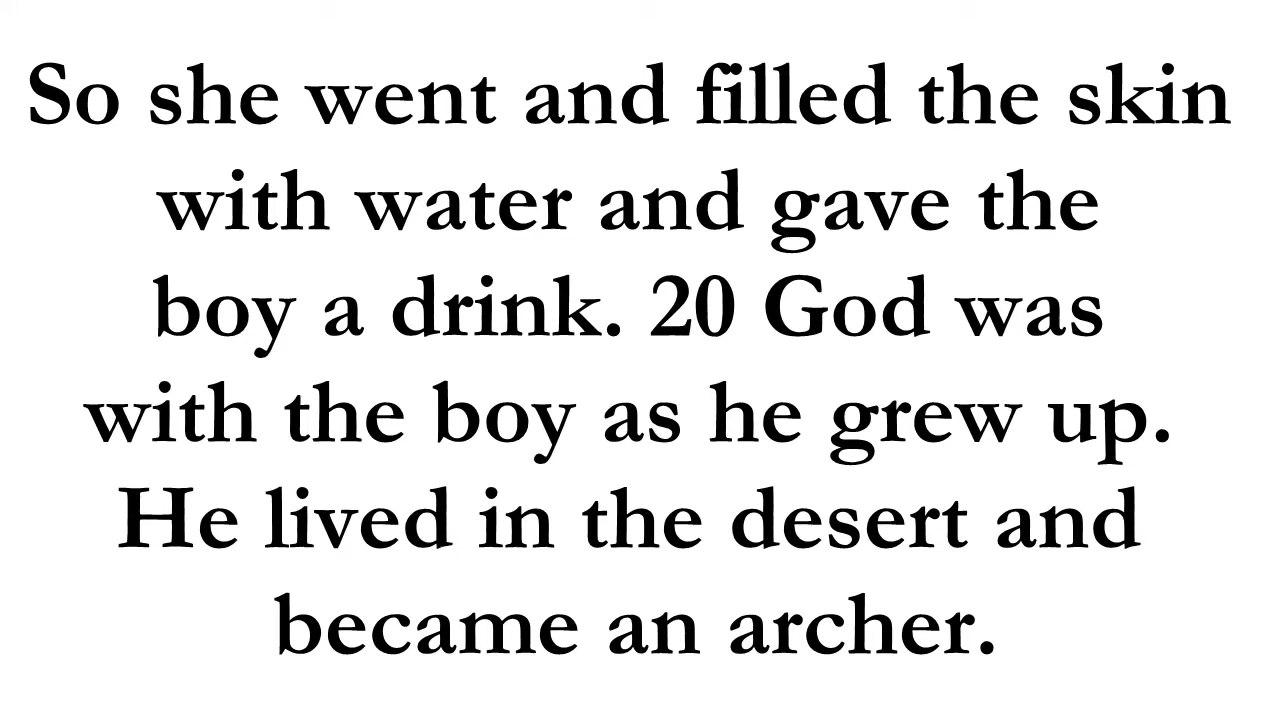 So she went and filled the skin
with water and gave the
boy a drink. 20 God was
with the boy as he grew up.
He lived in the desert and
became an archer.